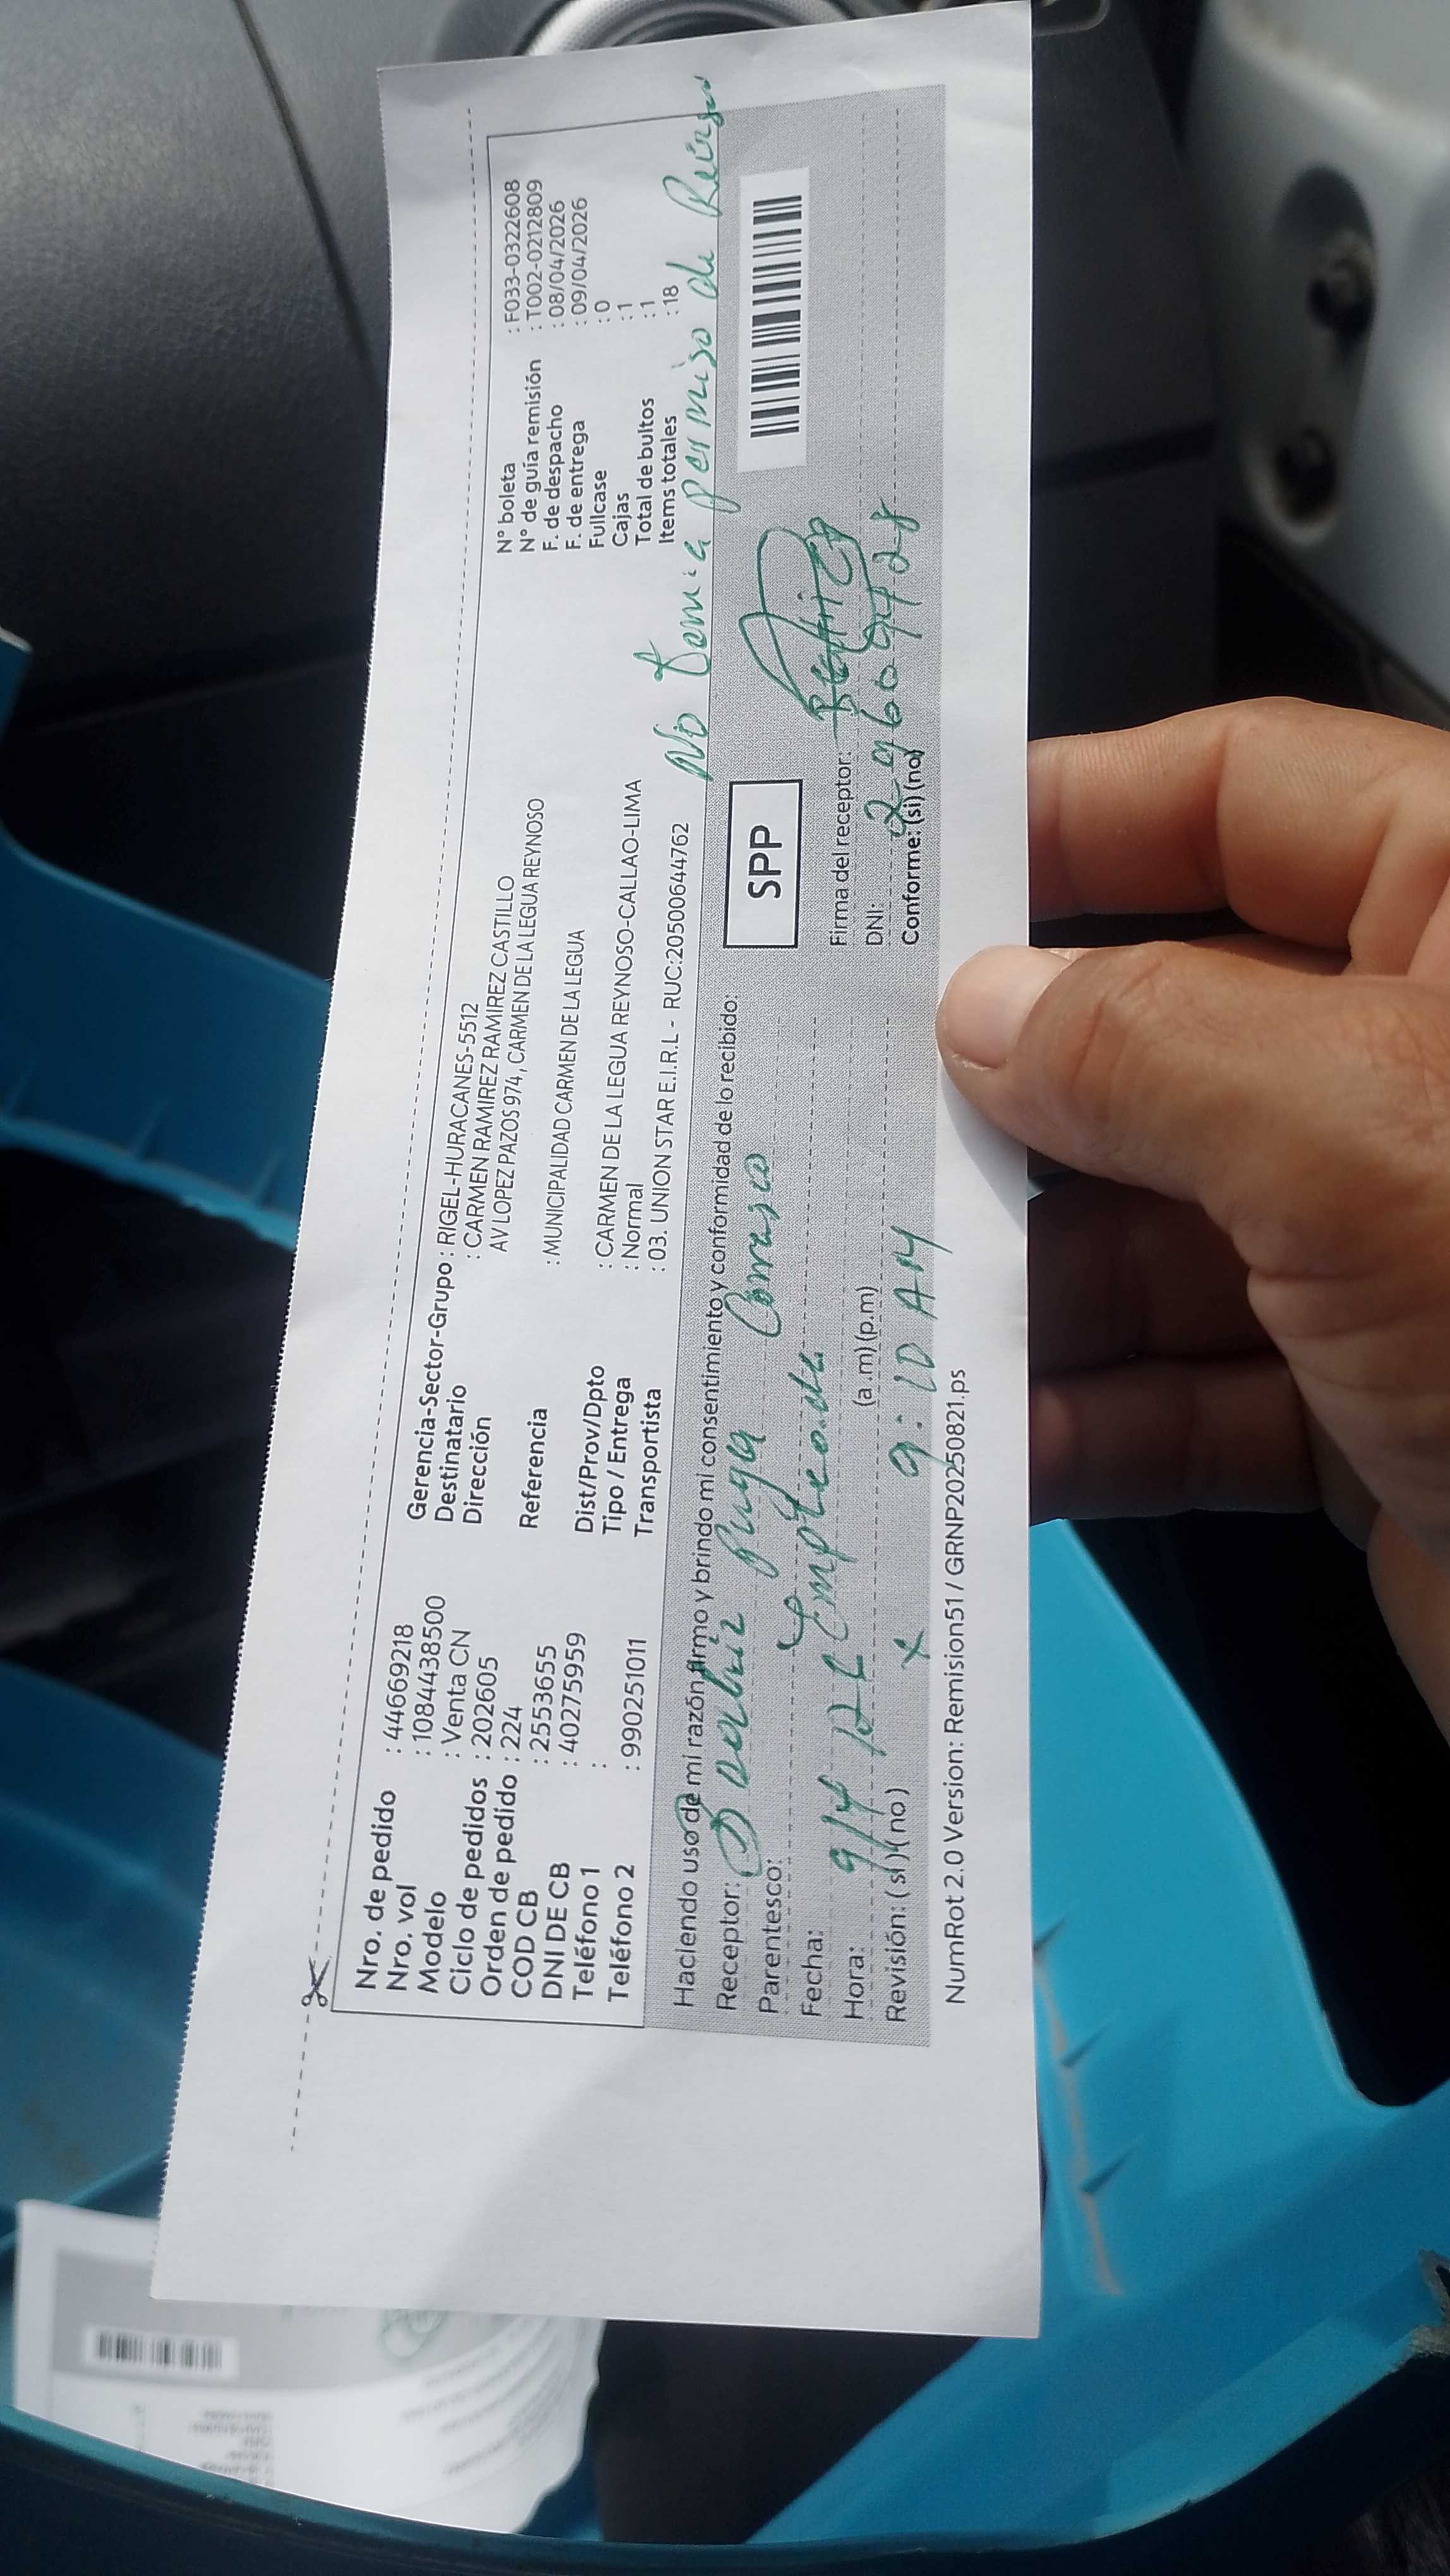 Nro. de pedido : 44669218
Nro. vol : 1084438500
Modelo : Venta CN
Ciclo de pedidos : 202605
Orden de pedido : 224
COD CB : 2553655
DNI DE CB : 40275959
Teléfono 1 :
Teléfono 2 : 990251011
Gerencia-Sector-Grupo : RIGEL-HURACANES-5512
Destinatario : CARMEN RAMIREZ RAMIREZ CASTILLO
Dirección AV LOPEZ PAZOS 974, CARMEN DE LA LEGUA REYNOSO
Referencia : MUNICIPALIDAD CARMEN DE LA LEGUA
Dist/Prov/Dpto : CARMEN DE LA LEGUA REYNOSO-CALLAO-LIMA
Tipo / Entrega : Normal
Transportista : 03. UNION STAR E.I.R.L - RUC:20500644762
N° boleta : F033-0322608
N° de guía remisión : T002-0212809
F. de despacho : 08/04/2026
F. de entrega : 09/04/2026
Fullcase : 0
Cajas : 1
Total de bultos : 1
Items totales : 18
No tenia permiso de
Haciendo uso de mi razón firmo y brindo mi consentimiento y conformidad de lo recibido:
Receptor: Puga
Parentesco:
Fecha: 9/4
Hora: (a .m) (p.m)
Revisión: ( si ) ( no ) x 9:10 AM
SPP
Firma del receptor:
DNI:
Conforme: (si) (no)
NumRot 2.0 Version: Remision51 / GRNP20250821.ps